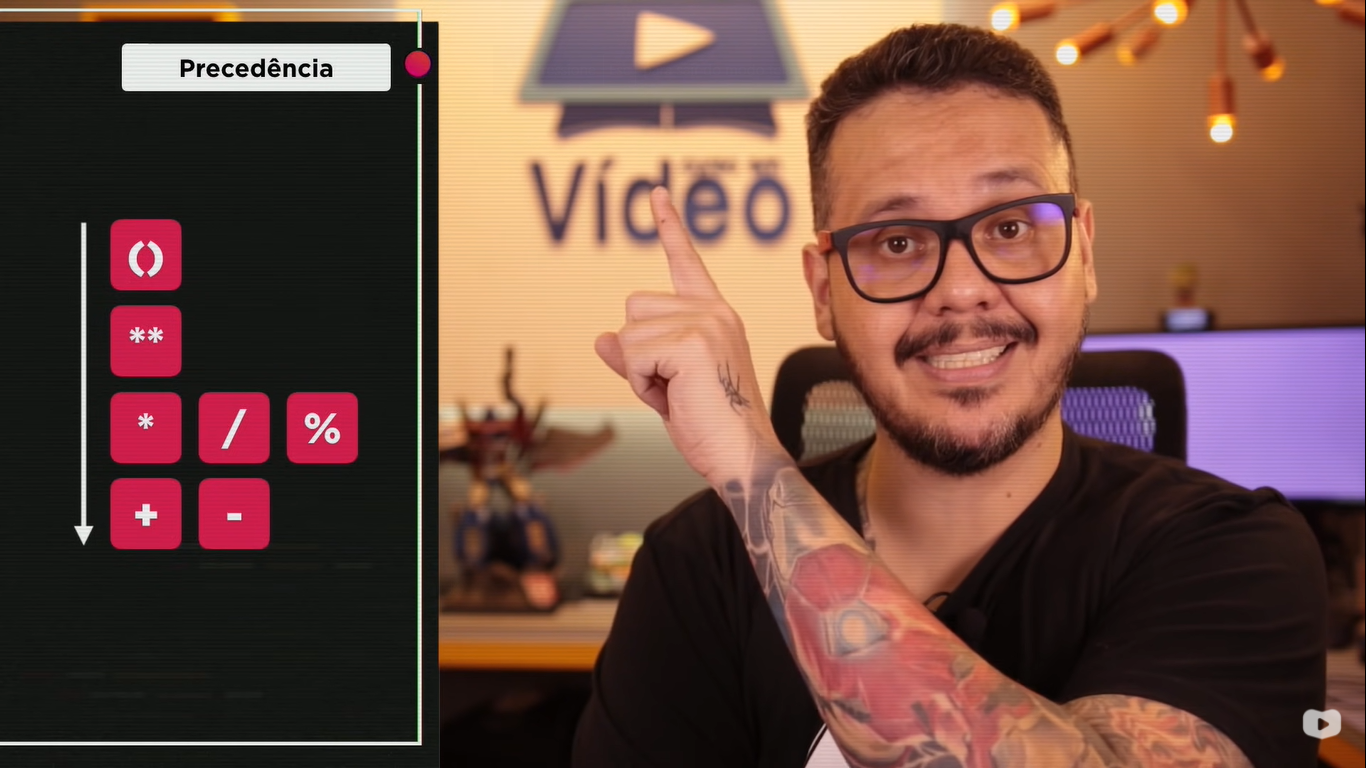 Precedência
()
**
* / %
+ -
Vídeo